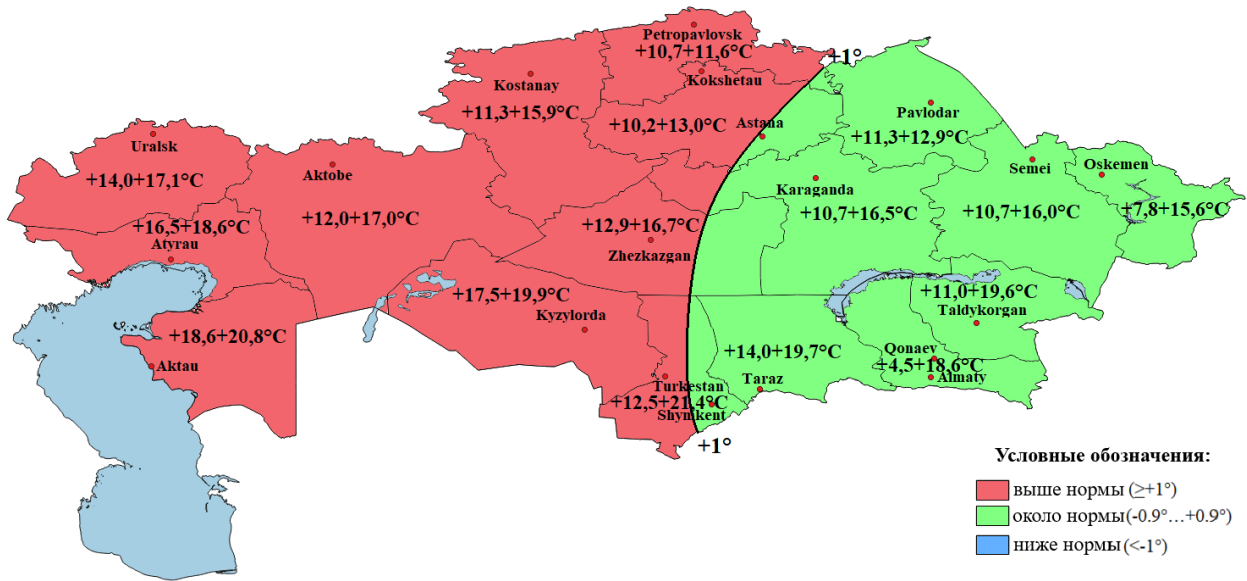 Petropavlovsk
+10,7+11,6°C
+1°
Kokshetau
Kostanay
+11,3+15,9°C
+10,2+13,0°C
Astana
Pavlodar
+11,3+12,9°C
Uralsk
+14,0+17,1°C
Aktobe
+12,0+17,0°C
Karaganda
+10,7+16,5°C
Semei
+10,7+16,0°C
Oskemen
+7,8+15,6°C
+16,5+18,6°C
Atyrau
+12,9+16,7°C
Zhezkazgan
+17,5+19,9°C
Kyzylorda
+11,0+19,6°C
Taldykorgan
+18,6+20,8°C
Aktau
+14,0+19,7°C
Taraz
Qonaev
+4,5+18,6°C
Almaty
Turkestan
+12,5+21,4°C
Shymkent
+1°
Условные обозначения:
выше нормы (≥+1°)
около нормы(-0.9°…+0.9°)
ниже нормы (<-1°)